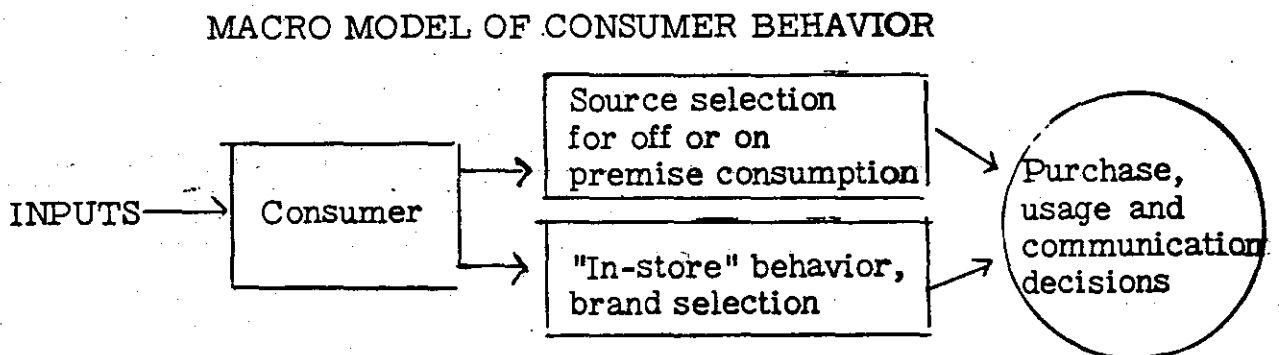 MACRO MODEL OF CONSUMER BEHAVIOR
INPUTS
Consumer
Source selection
for off or on
premise consumption
"In-store" behavior,
brand selection
Purchase,
usage and
communication
decisions